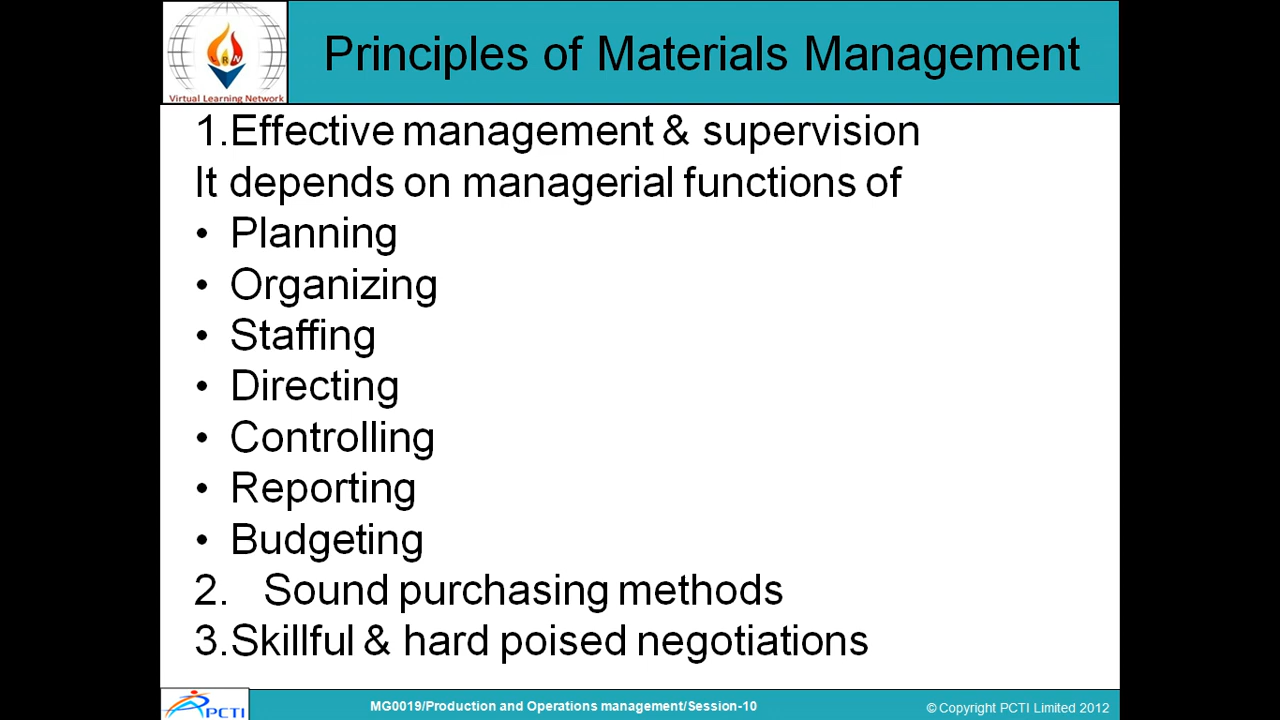 Principles of Materials Management
Virtual Learning Network
1.Effective management & supervision
It depends on managerial functions of
• Planning
• Organizing
• Staffing
• Directing
• Controlling
• Reporting
• Budgeting
2. Sound purchasing methods
3.Skillful & hard poised negotiations
PCTI
MG0019/Production and Operations management/Session-10
© Copyright PCTI Limited 2012